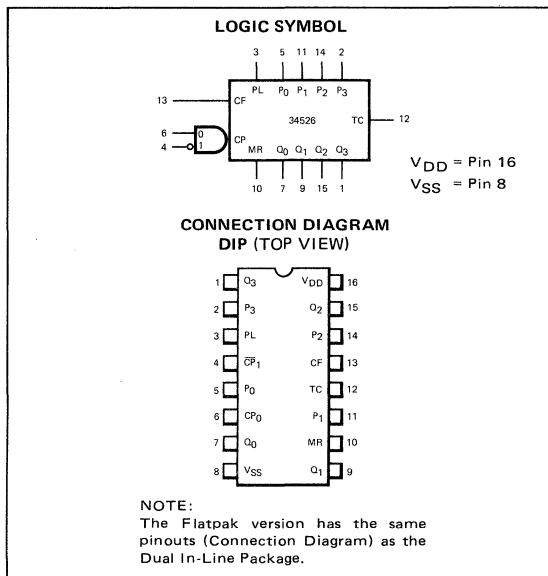 LOGIC SYMBOL
3 5 11 14 2
PL P0 P1 P2 P3
13 CF
34526 TC 12
6 0 CP
4 1
MR Q0 Q1 Q2 Q3
10 7 9 15 1
VDD = Pin 16
VSS = Pin 8
CONNECTION DIAGRAM
DIP (TOP VIEW)
1 Q3 VDD 16
2 P3 Q2 15
3 PL P2 14
4 C̅P̅1 CF 13
5 P0 TC 12
6 CP0 P1 11
7 Q0 MR 10
8 VSS Q1 9
NOTE:
The Flatpak version has the same
pinouts (Connection Diagram) as the
Dual In-Line Package.